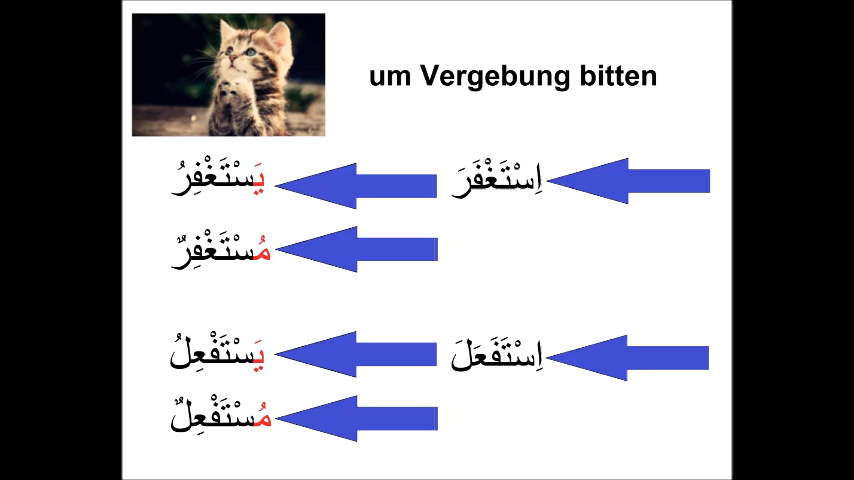 um Vergebung bitten
اِسْتَغْفَرَ يَسْتَغْفِرُ
مُسْتَغْفِرٌ
اِسْتَفَعَلَ يَسْتَفْعِلُ
مُسْتَفْعِلٌ